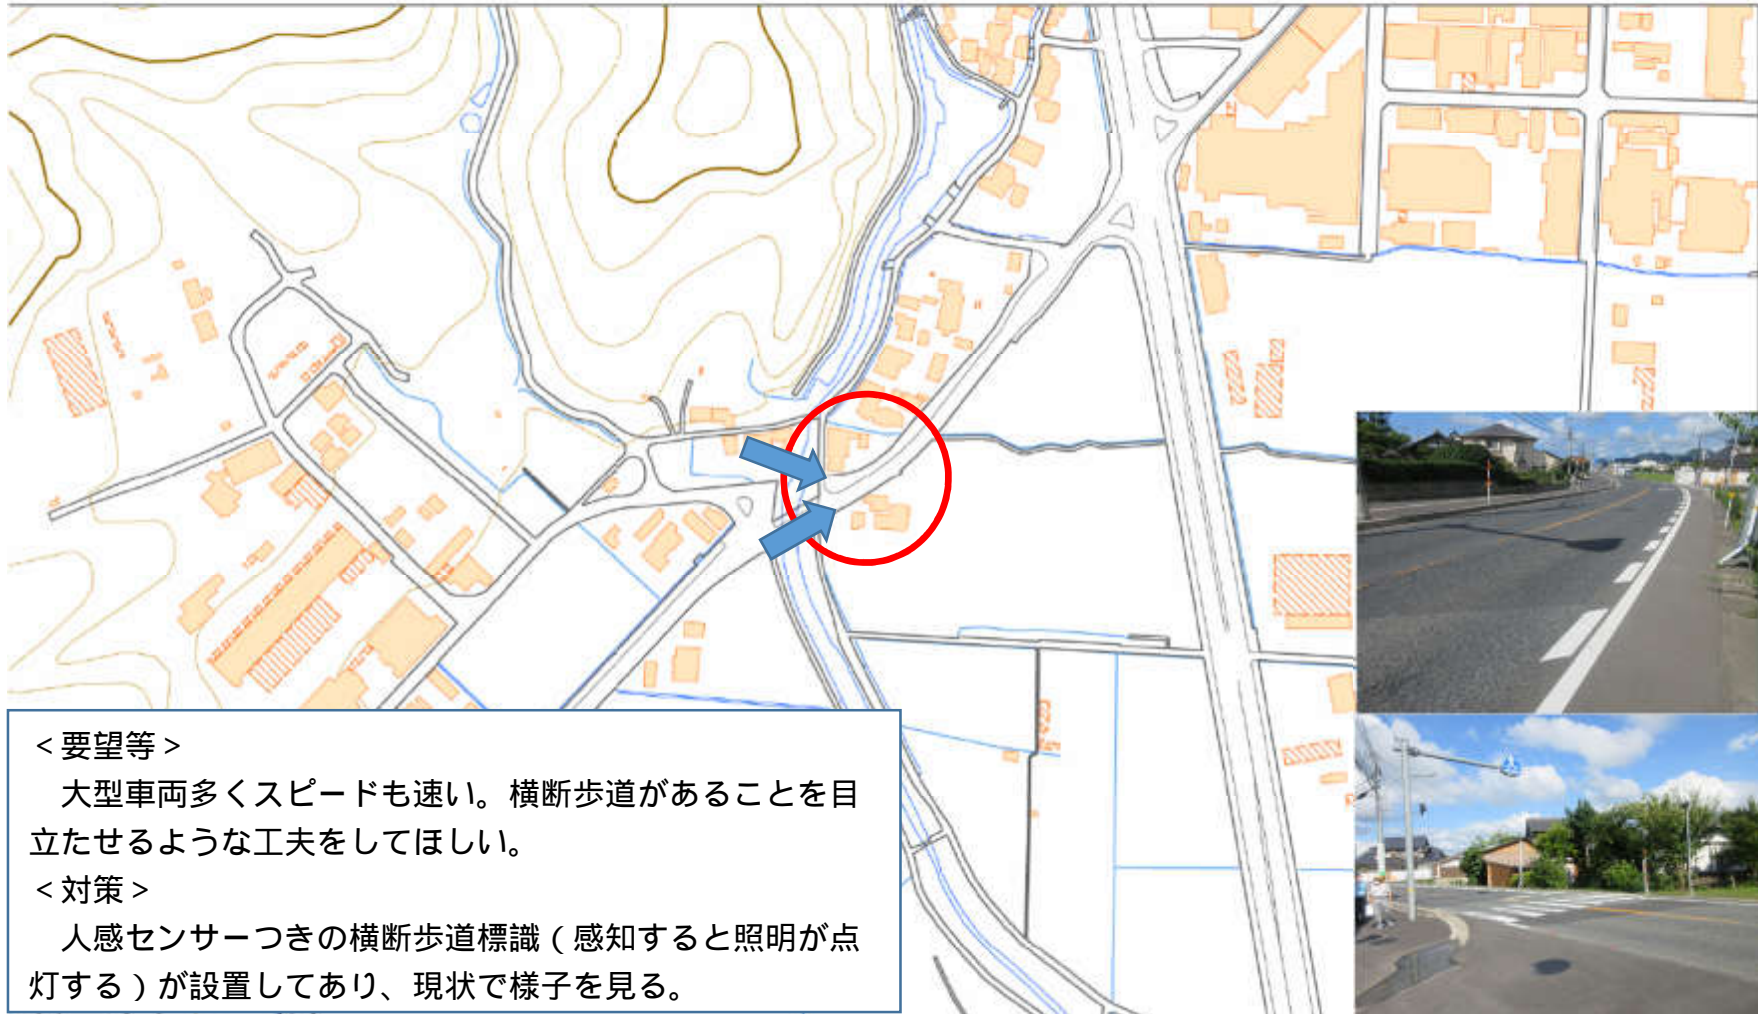 ＜要望等＞
　大型車両多くスピードも速い。横断歩道があることを目
立たせるような工夫をしてほしい。
＜対策＞
　人感センサーつきの横断歩道標識（感知すると照明が点
灯する）が設置してあり、現状で様子を見る。